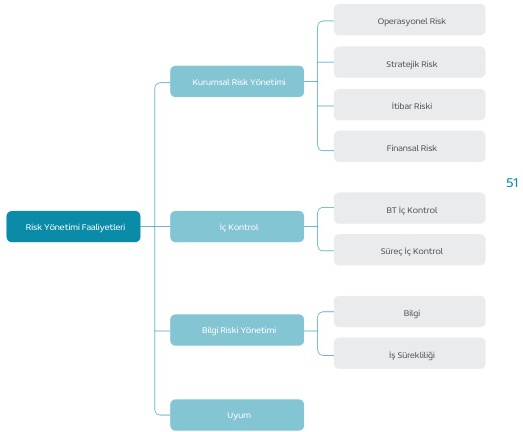 Risk Yönetimi Faaliyetleri
Kurumsal Risk Yönetimi
Operasyonel Risk
Stratejik Risk
İtibar Riski
Finansal Risk
İç Kontrol
BT İç Kontrol
Süreç İç Kontrol
Bilgi Riski Yönetimi
Bilgi
İş Sürekliliği
Uyum
51